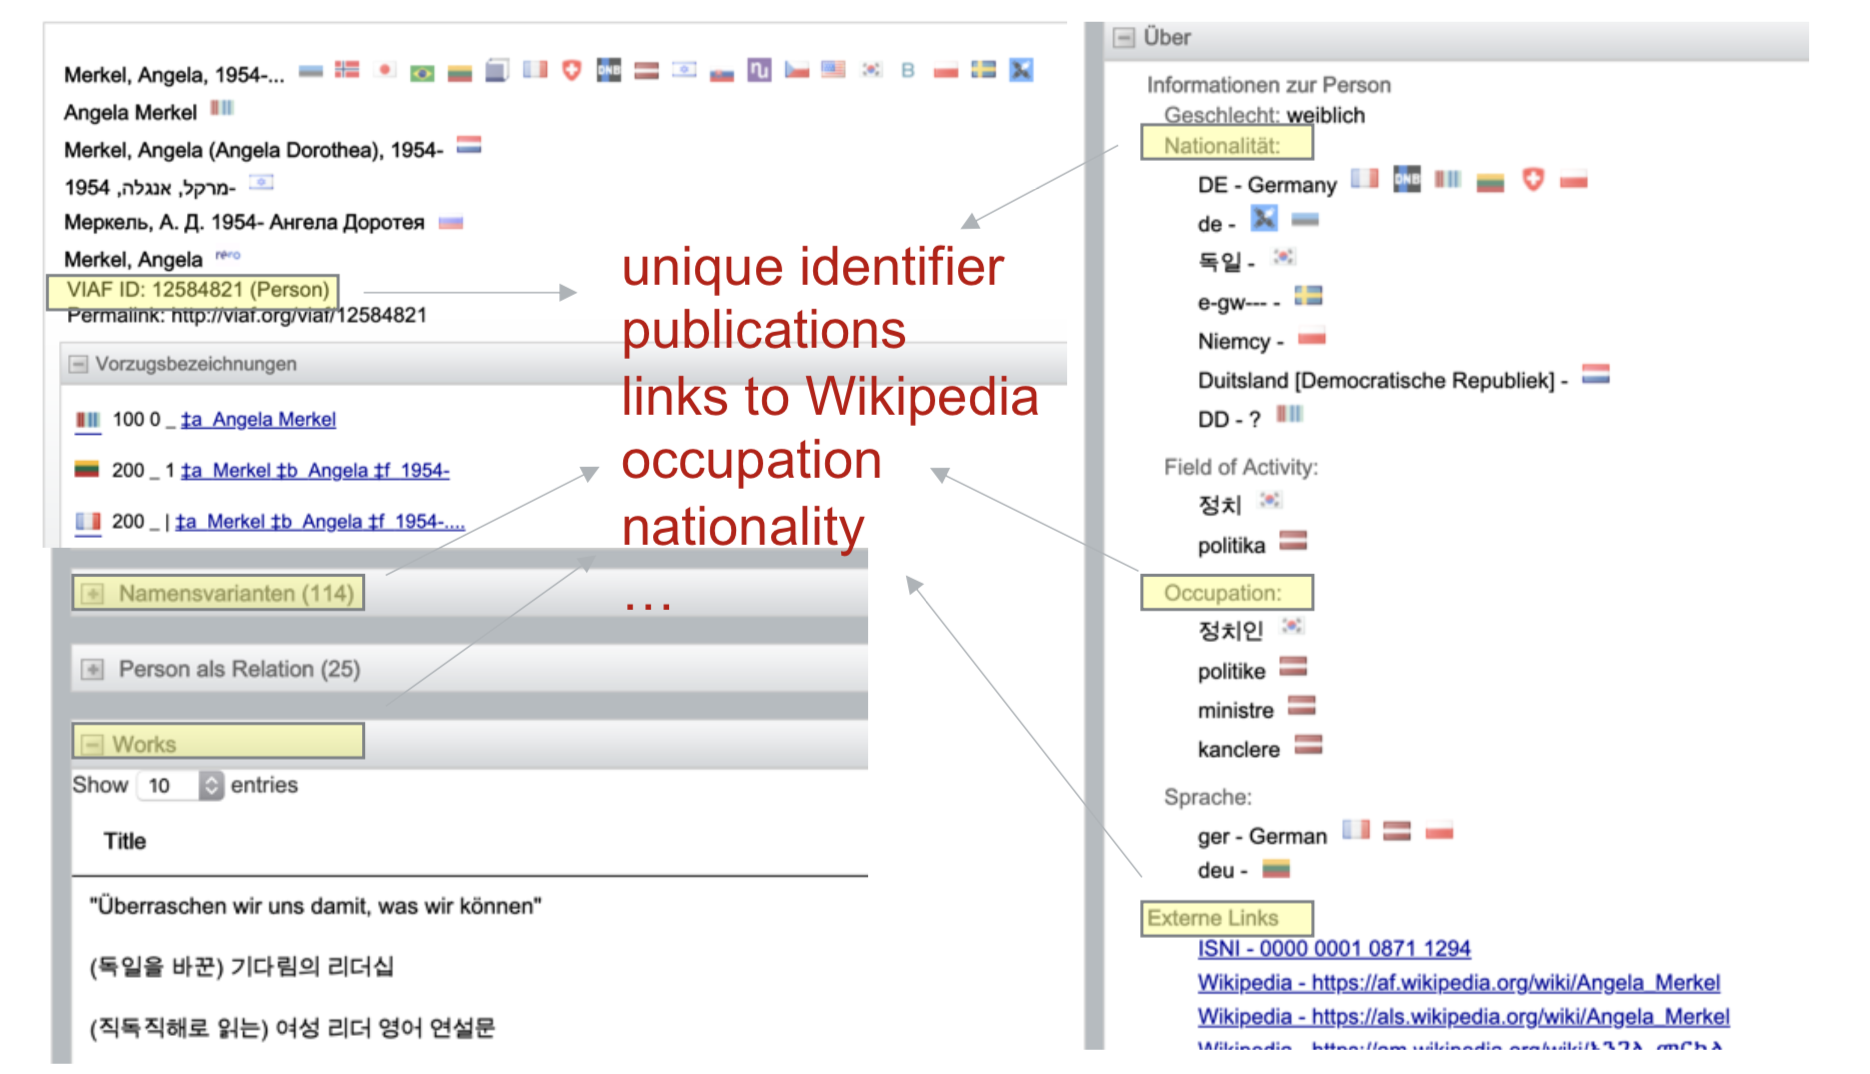 Merkel, Angela, 1954-...
DNB
B
Angela Merkel
Merkel, Angela (Angela Dorothea), 1954-
מרקל, אנגלה, 1954-
Меркель, А. Д. 1954- Ангела Доротея
Merkel, Angela
rero
VIAF ID: 12584821 (Person)
Permalink: http://viaf.org/viaf/12584821
Vorzugsbezeichnungen
100 0 _ ‡a Angela Merkel
200 _ 1 ‡a Merkel ‡b Angela ‡f 1954-
200 _ | ‡a Merkel ‡b Angela ‡f 1954-....
Namensvarianten (114)
Person als Relation (25)
Works
Show 10 entries
Title
"Überraschen wir uns damit, was wir können"
(독일을 바꾼) 기다림의 리더십
(직독직해로 읽는) 여성 리더 영어 연설문
unique identifier
publications
links to Wikipedia
occupation
nationality
...
Über
Informationen zur Person
Geschlecht: weiblich
Nationalität:
DE - Germany
DNB
de -
독일 -
e-gw--- -
Niemcy -
Duitsland [Democratische Republiek] -
DD - ?
Field of Activity:
정치
politika
Occupation:
정치인
politike
ministre
kanclere
Sprache:
ger - German
deu -
Externe Links
ISNI - 0000 0001 0871 1294
Wikipedia - https://af.wikipedia.org/wiki/Angela_Merkel
Wikipedia - https://als.wikipedia.org/wiki/Angela_Merkel
Wikipedia - https://am.wikipedia.org/wiki/